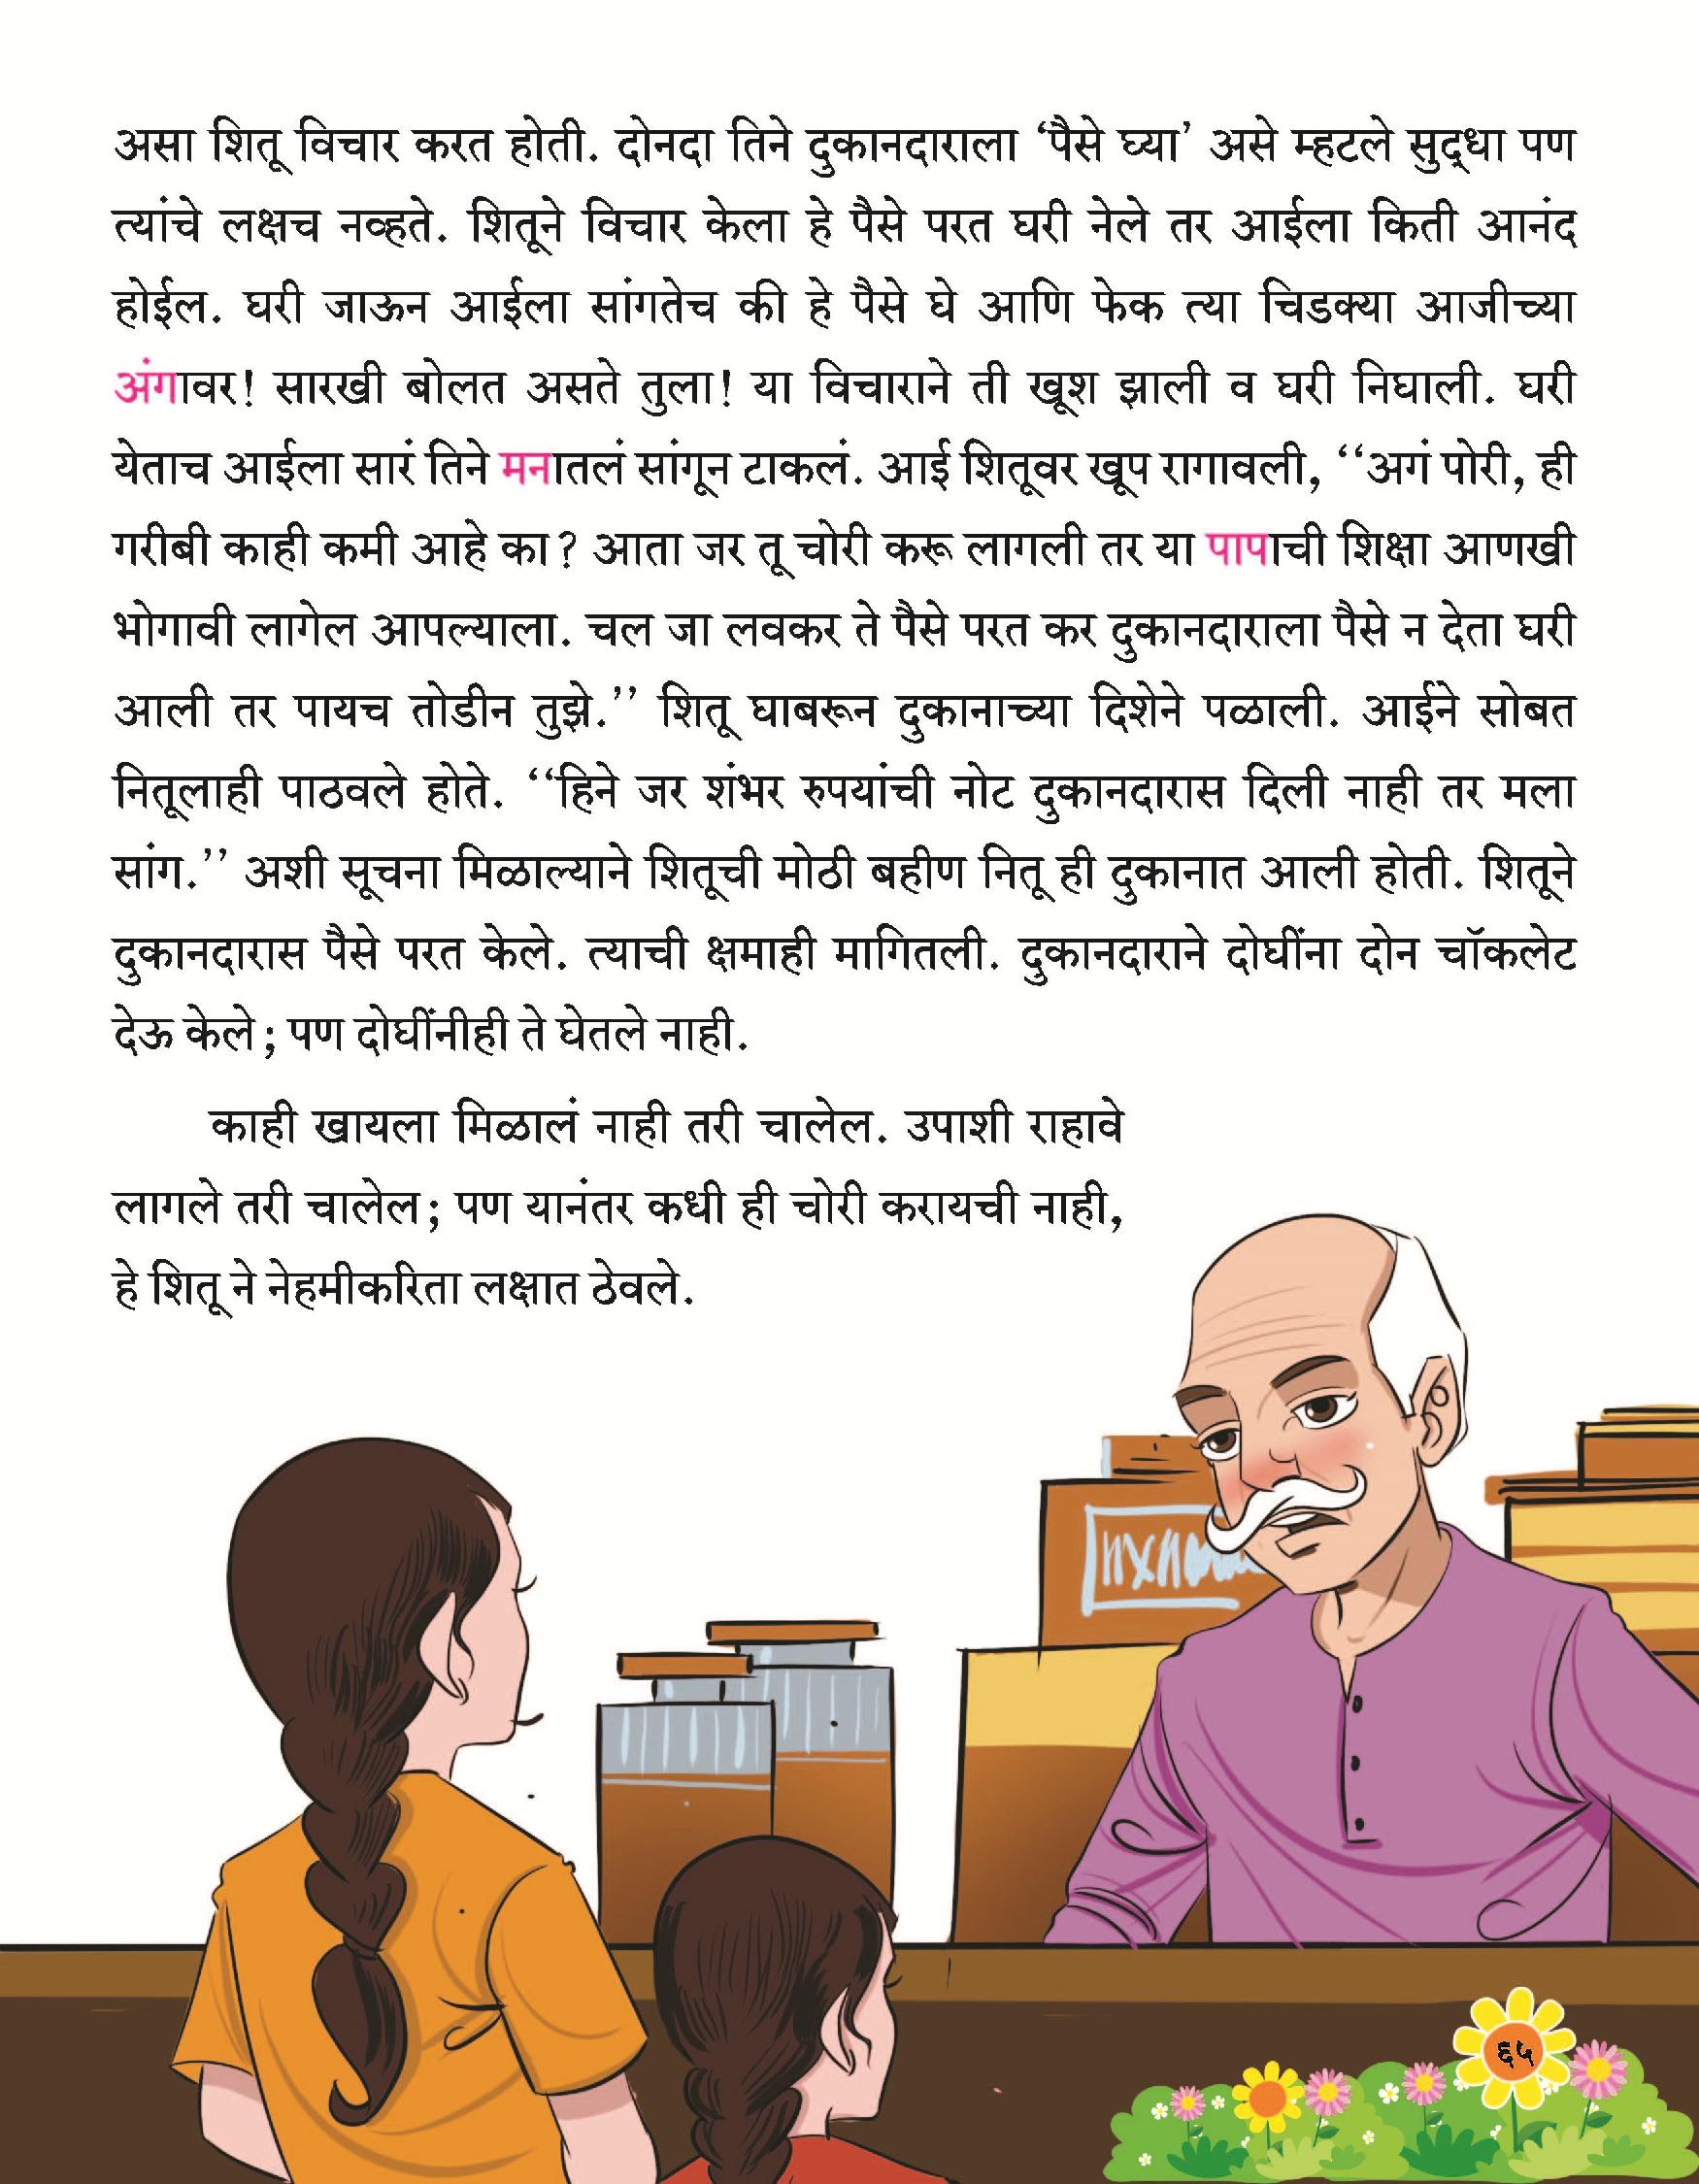 असा शितू विचार करत होती. दोनदा तिने दुकानदाराला ‘पैसे घ्या’ असे म्हटले सुद्धा पण
त्यांचे लक्षच नव्हते. शितूने विचार केला हे पैसे परत घरी नेले तर आईला किती आनंद
होईल. घरी जाऊन आईला सांगतेच की हे पैसे घे आणि फेक त्या चिडक्या आजीच्या
अंगावर! सारखी बोलत असते तुला! या विचाराने ती खूश झाली व घरी निघाली. घरी
येताच आईला सारं तिने मनातलं सांगून टाकलं. आई शितूवर खूप रागावली, ‘‘अगं पोरी, ही
गरीबी काही कमी आहे का? आता जर तू चोरी करू लागली तर या पापाची शिक्षा आणखी
भोगावी लागेल आपल्याला. चल जा लवकर ते पैसे परत कर दुकानदाराला पैसे न देता घरी
आली तर पायच तोडीन तुझे.’’ शितू घाबरून दुकानाच्या दिशेने पळाली. आईने सोबत
नितूलाही पाठवले होते. ‘‘हिने जर शंभर रुपयांची नोट दुकानदारास दिली नाही तर मला
सांग.’’ अशी सूचना मिळाल्याने शितूची मोठी बहीण नितू ही दुकानात आली होती. शितूने
दुकानदारास पैसे परत केले. त्याची क्षमाही मागितली. दुकानदाराने दोघींना दोन चॉकलेट
देऊ केले; पण दोघींनीही ते घेतले नाही.
काही खायला मिळालं नाही तरी चालेल. उपाशी राहावे
लागले तरी चालेल; पण यानंतर कधी ही चोरी करायची नाही,
हे शितू ने नेहमीकरिता लक्षात ठेवले.
६५